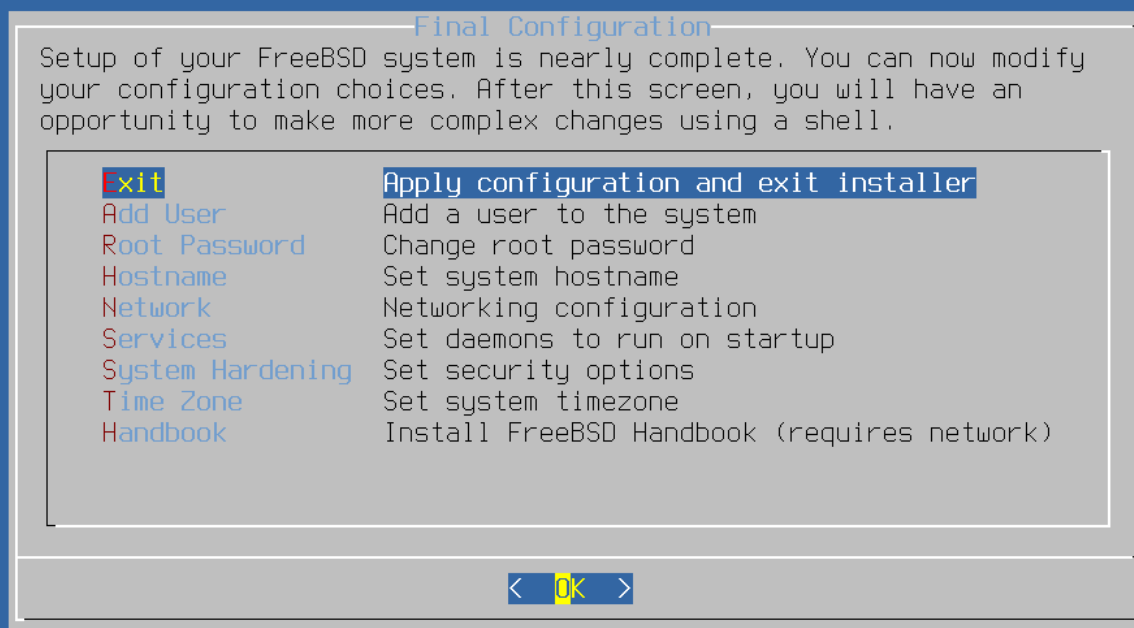 Final Configuration
Setup of your FreeBSD system is nearly complete. You can now modify
your configuration choices. After this screen, you will have an
opportunity to make more complex changes using a shell.
Exit Apply configuration and exit installer
Add User Add a user to the system
Root Password Change root password
Hostname Set system hostname
Network Networking configuration
Services Set daemons to run on startup
System Hardening Set security options
Time Zone Set system timezone
Handbook Install FreeBSD Handbook (requires network)
< OK >